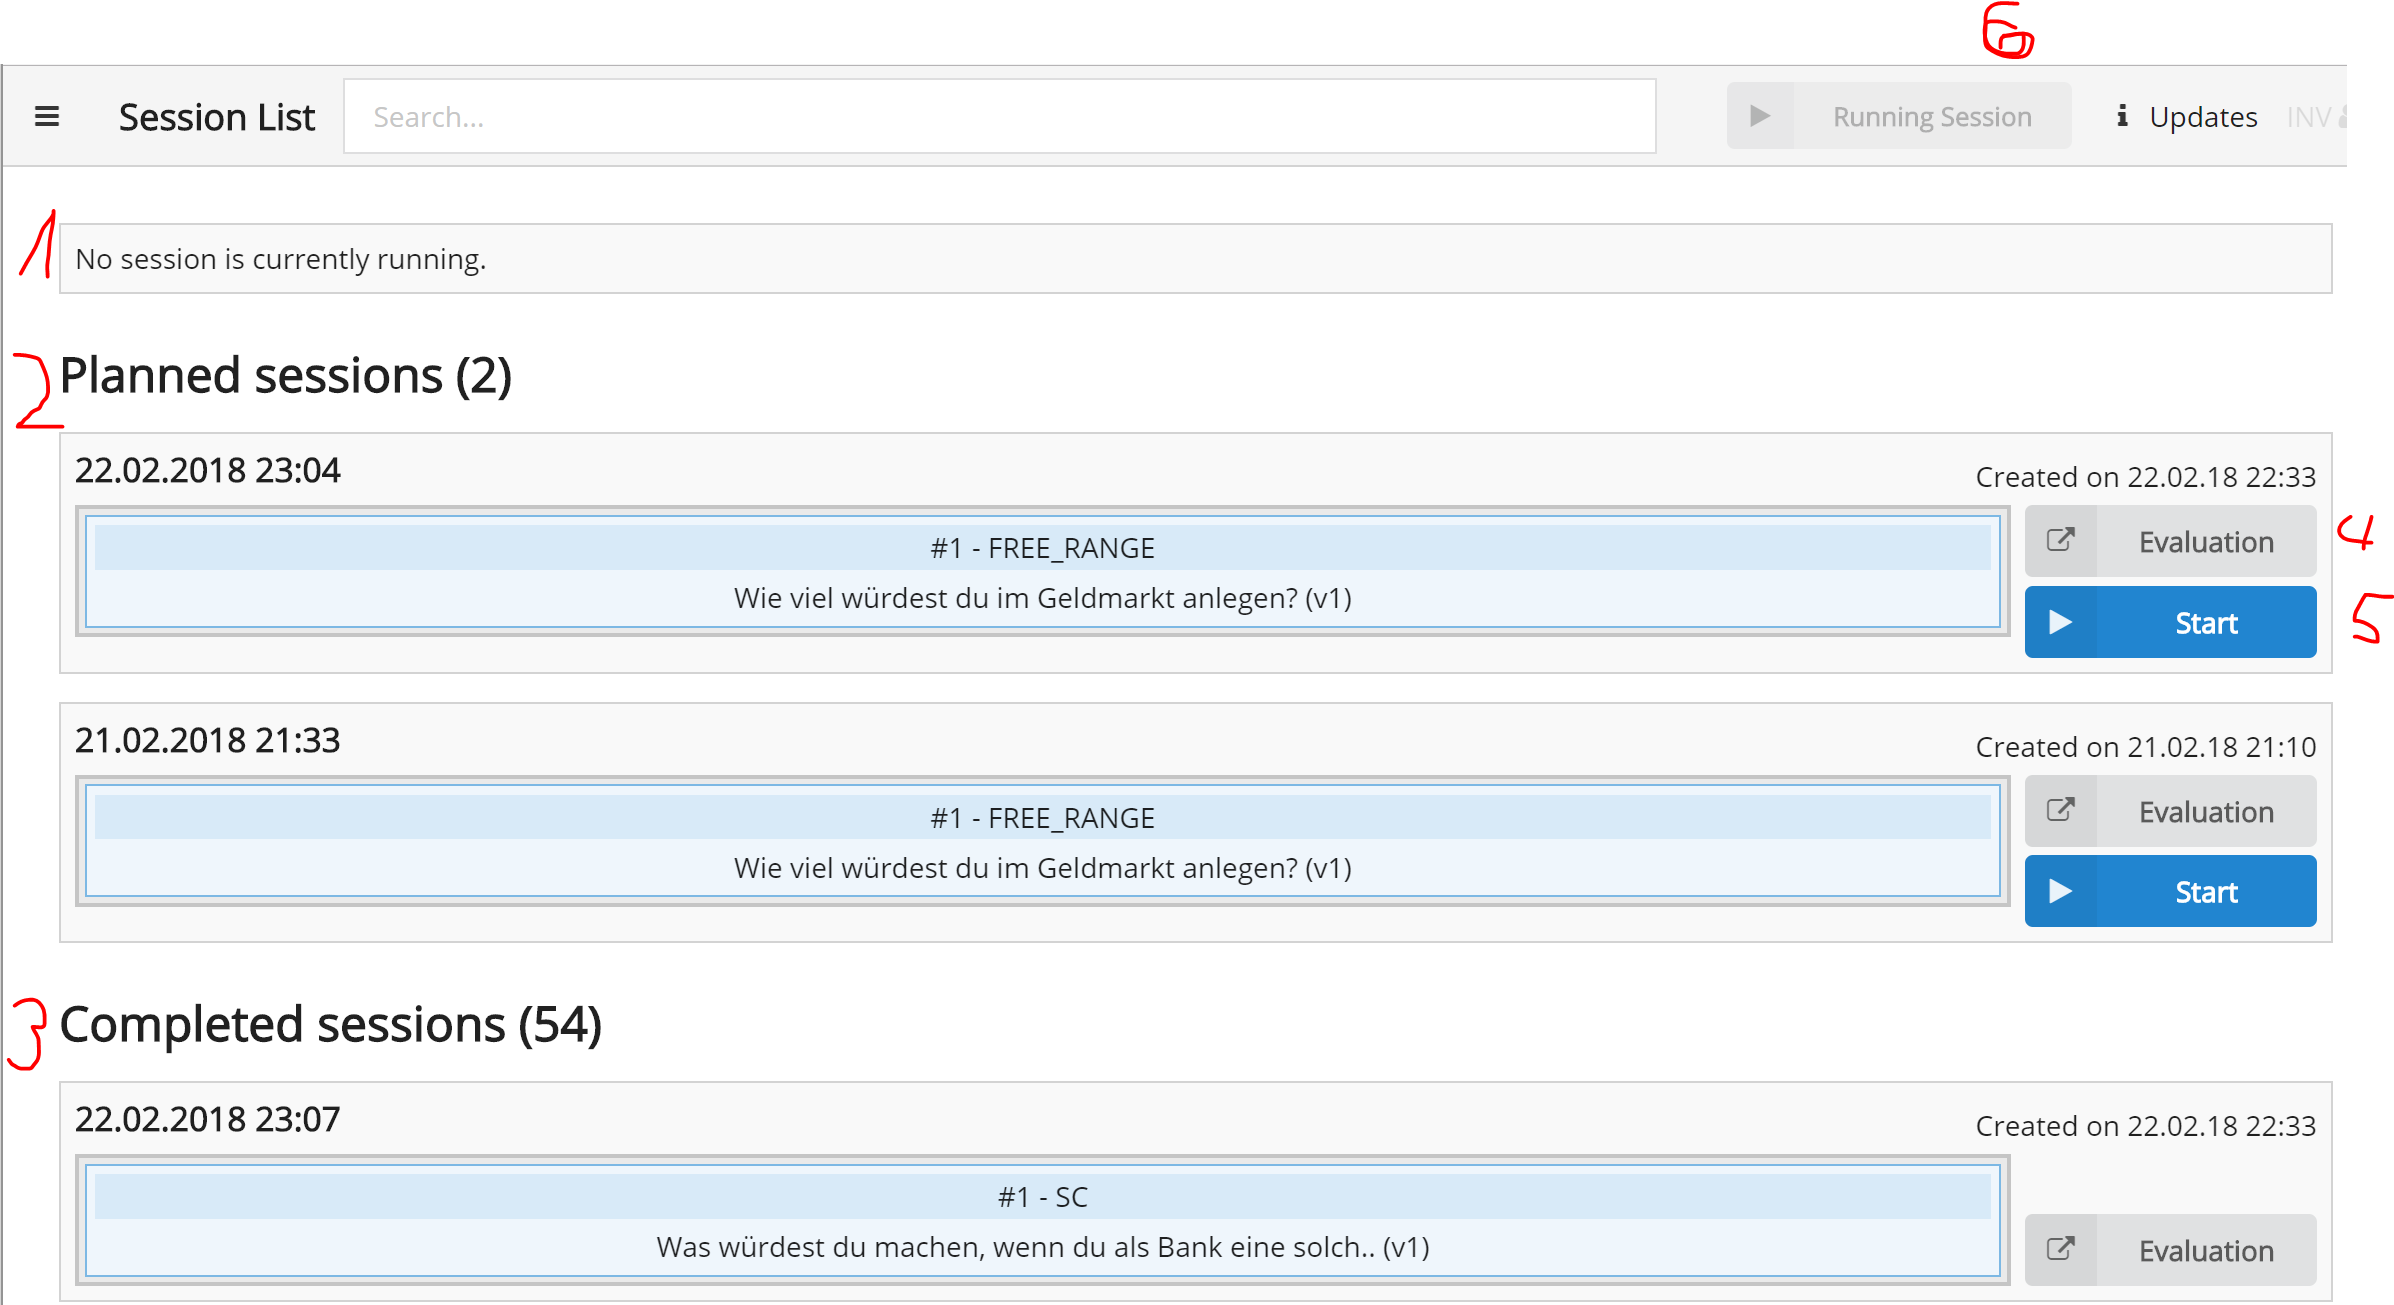 6
Session List Search... Running Session Updates INV
1 No session is currently running.
2 Planned sessions (2)
22.02.2018 23:04 Created on 22.02.18 22:33
#1 - FREE_RANGE Evaluation 4
Wie viel würdest du im Geldmarkt anlegen? (v1) Start 5
21.02.2018 21:33 Created on 21.02.18 21:10
#1 - FREE_RANGE Evaluation
Wie viel würdest du im Geldmarkt anlegen? (v1) Start
3 Completed sessions (54)
22.02.2018 23:07 Created on 22.02.18 22:33
#1 - SC
Was würdest du machen, wenn du als Bank eine solch.. (v1) Evaluation